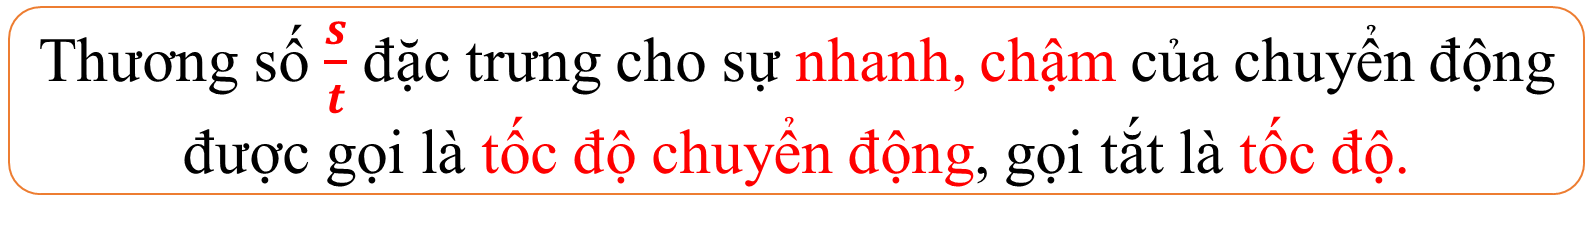 Thương số s/t đặc trưng cho sự nhanh, chậm của chuyển động
được gọi là tốc độ chuyển động, gọi tắt là tốc độ.